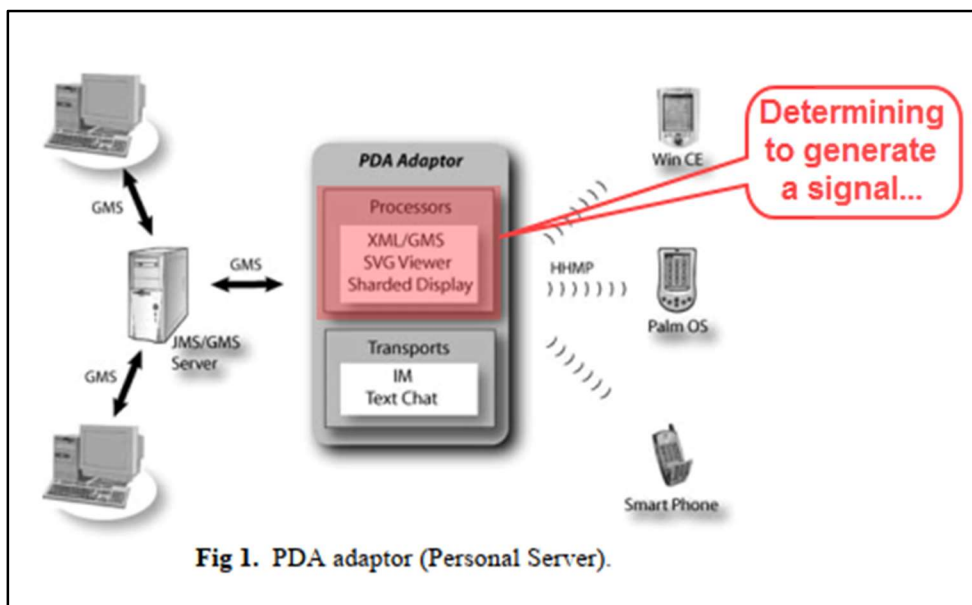 PDA Adaptor
Processors
XML/GMS
SVG Viewer
Sharded Display
Transports
IM
Text Chat
GMS
GMS
GMS
JMS/GMS
Server
HHMP
Win CE
Palm OS
Smart Phone
Determining
to generate
a signal...
Fig 1. PDA adaptor (Personal Server).